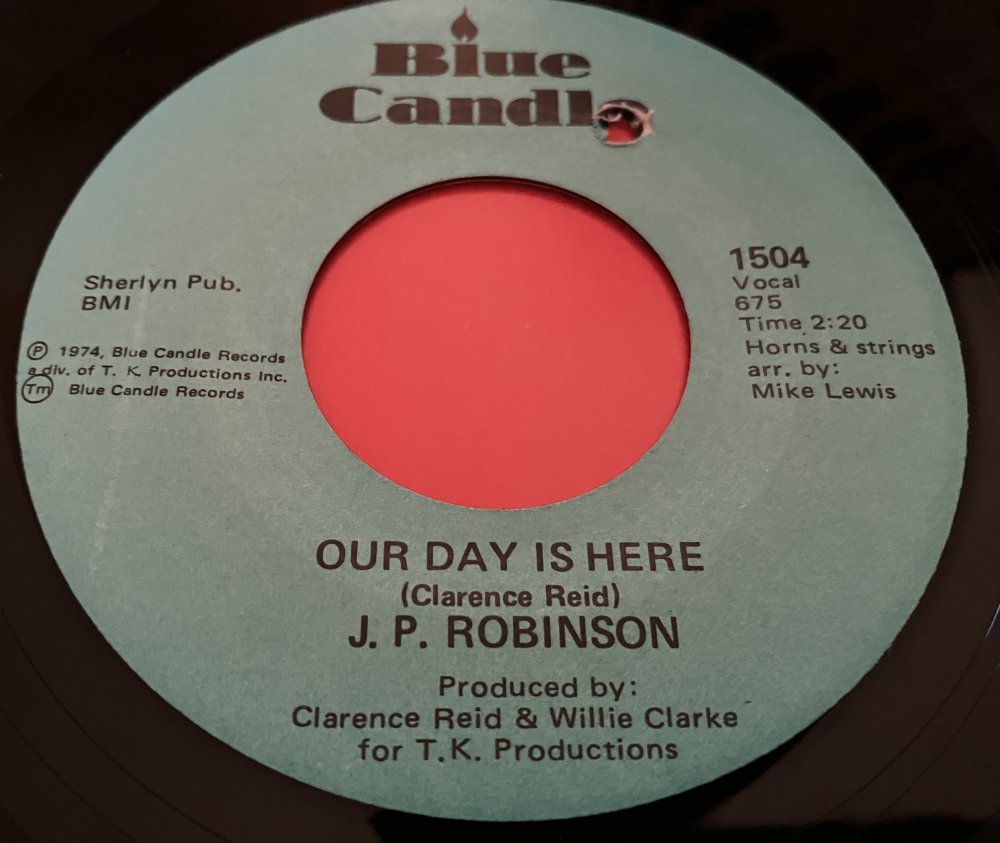 Blue
Candle
Sherlyn Pub.
BMI
Ⓟ 1974, Blue Candle Records
a div. of T. K. Productions Inc.
Tm Blue Candle Records
1504
Vocal
675
Time 2:20
Horns & strings
arr. by:
Mike Lewis
OUR DAY IS HERE
(Clarence Reid)
J. P. ROBINSON
Produced by:
Clarence Reid & Willie Clarke
for T.K. Productions